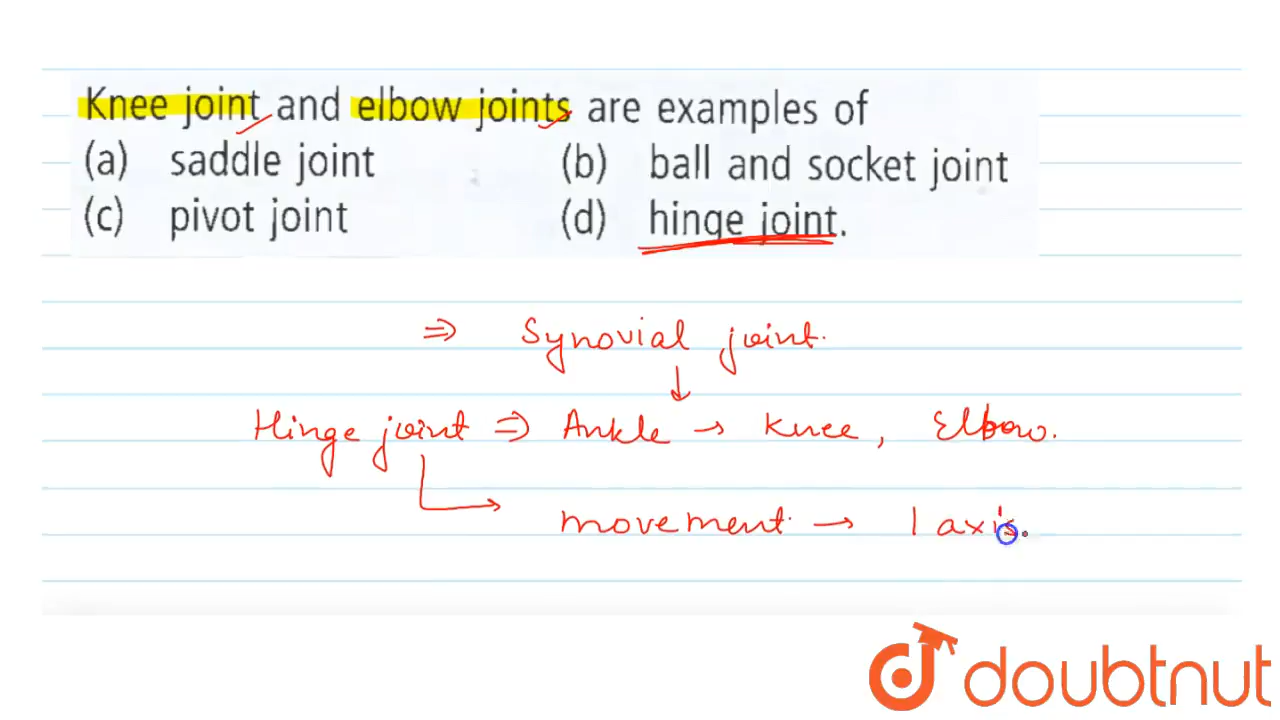 Knee joint and elbow joints are examples of
(a) saddle joint (b) ball and socket joint
(c) pivot joint (d) hinge joint.
⇒ Synovial joint.
↓
Hinge joint ⇒ Ankle → Knee, Elbow.
movement → 1 axis.
doubtnut